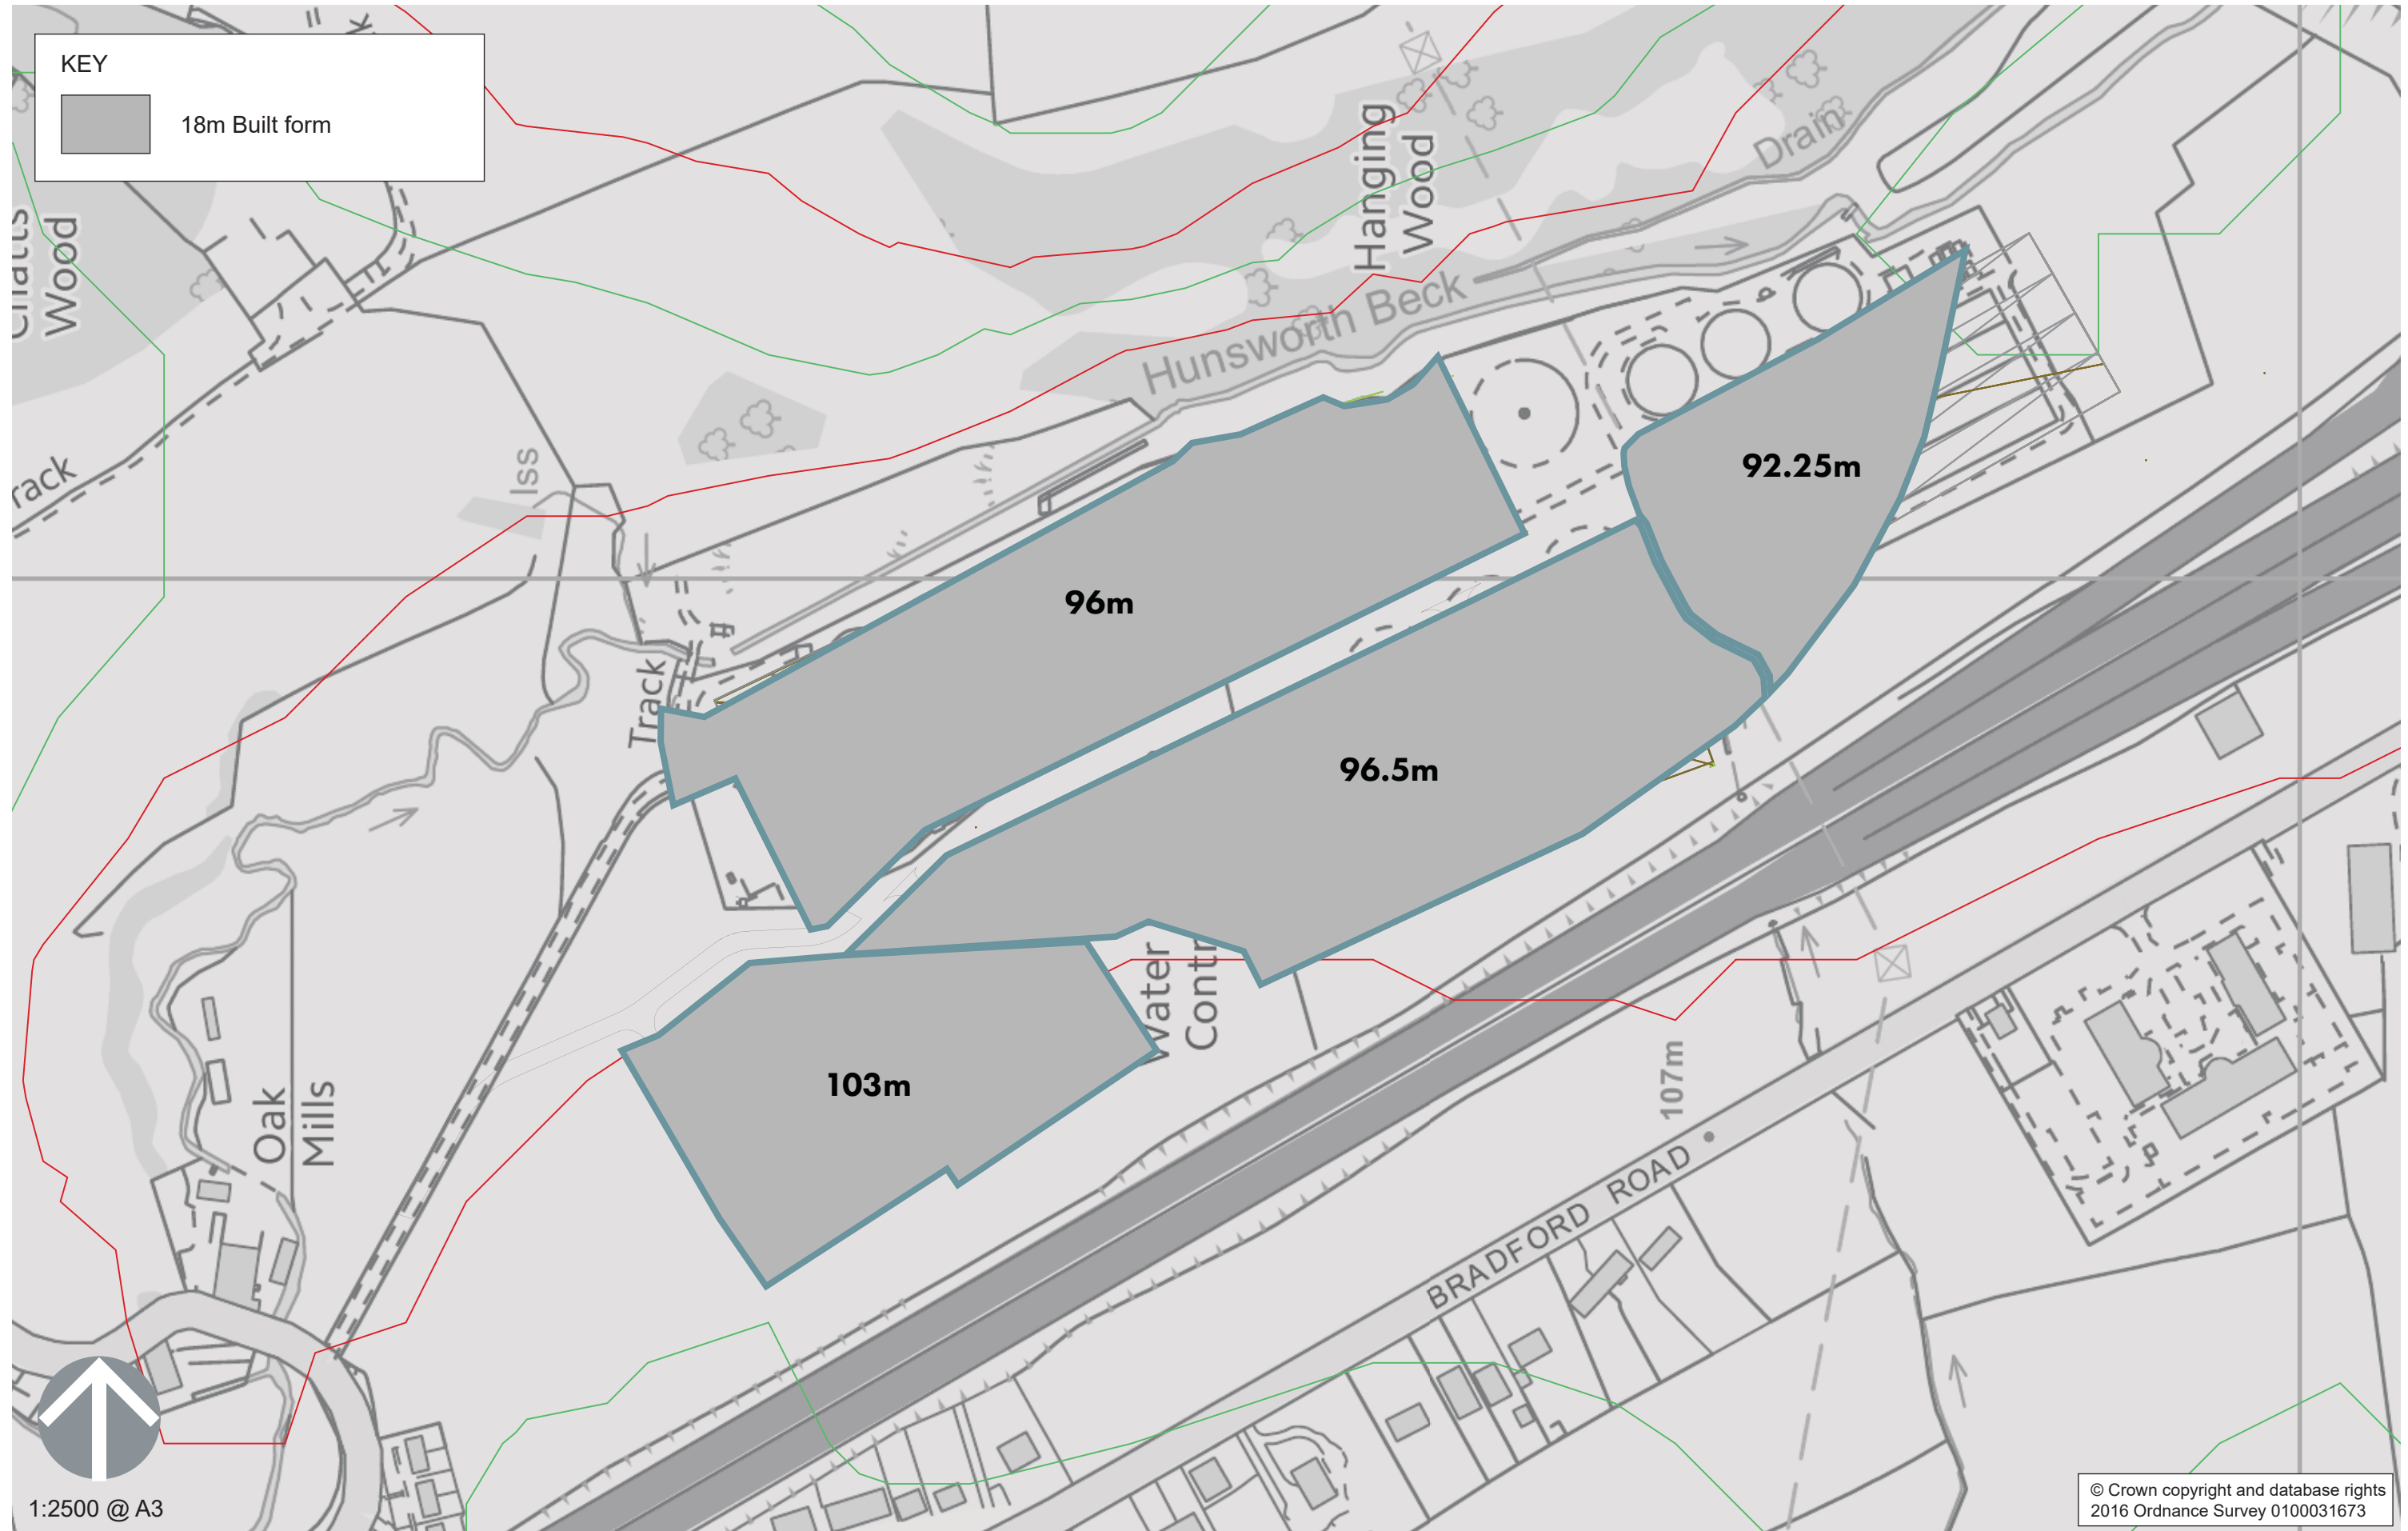 KEY
18m Built form
Wood
Hanging
Wood
Drain
Hunsworth Beck
Iss
Track
92.25m
96m
96.5m
103m
Water
Contr
Oak
Mills
107m
BRADFORD ROAD
1:2500 @ A3
© Crown copyright and database rights
2016 Ordnance Survey 0100031673